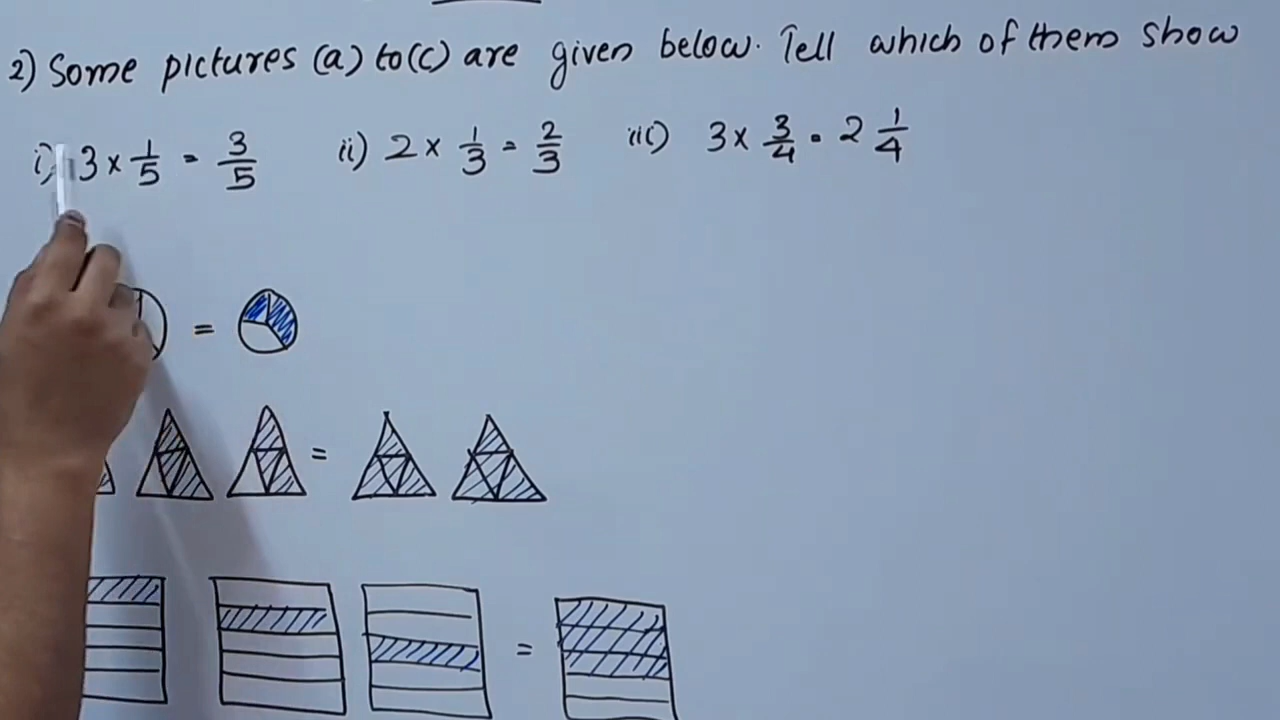 2) Some pictures (a) to (c) are given below. Tell which of them show
i) 3 × 1/5 = 3/5 ii) 2 × 1/3 = 2/3 iii) 3 × 3/4 = 2 1/4
=
=
=